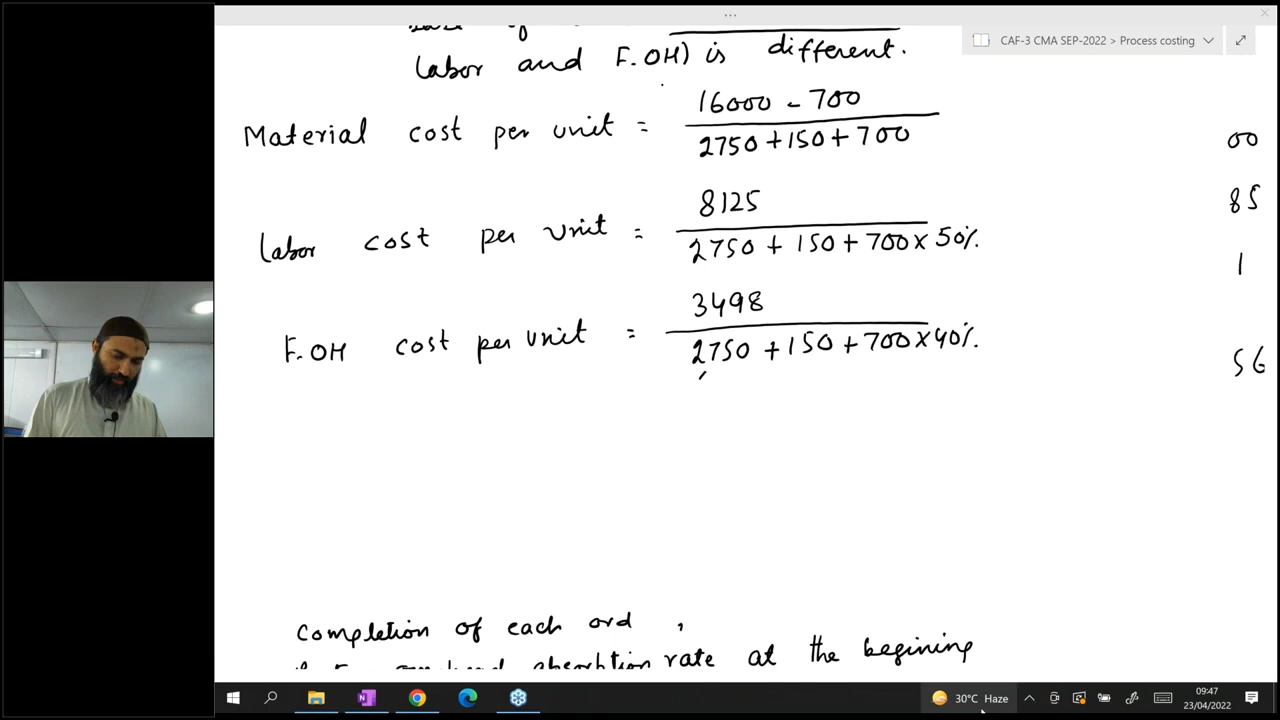 ...
CAF-3 CMA SEP-2022 > Process costing
labor and F.OH) is different.
Material cost per unit = 16000 - 700
2750 + 150 + 700
00
8125
85
Labor cost per unit = 2750 + 150 + 700 x 50%.
1
3498
F.OH cost per unit = 2750 + 150 + 700 x 40%.
56
completion of each ord ,
absorbtion rate at the begining
30°C Haze
09:47
23/04/2022